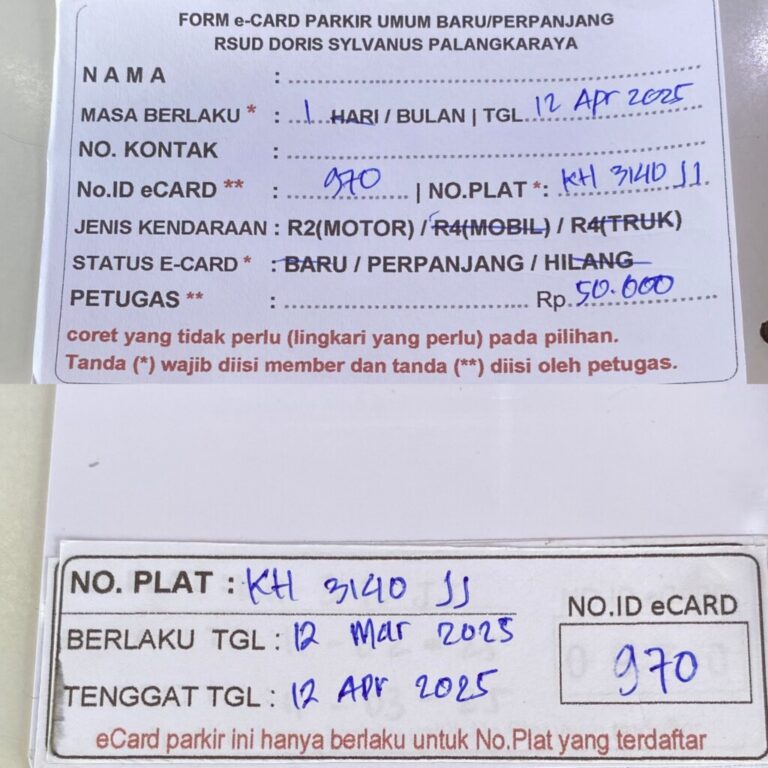 FORM e-CARD PARKIR UMUM BARU/PERPANJANG
RSUD DORIS SYLVANUS PALANGKARAYA
NAMA :
MASA BERLAKU * : 1 HARI / BULAN | TGL. 12 Apr 2025
NO. KONTAK :
No.ID eCARD ** : 970 | NO.PLAT *: KH 3140 JJ
JENIS KENDARAAN : R2(MOTOR) / R4(MOBIL) / R4(TRUK)
STATUS E-CARD * : BARU / PERPANJANG / HILANG
PETUGAS ** : Rp. 50.000
coret yang tidak perlu (lingkari yang perlu) pada pilihan.
Tanda (*) wajib diisi member dan tanda (**) diisi oleh petugas.
NO. PLAT : KH 3140 JJ
BERLAKU TGL : 12 Mar 2025
TENGGAT TGL : 12 Apr 2025
NO.ID eCARD
970
eCard parkir ini hanya berlaku untuk No.Plat yang terdaftar